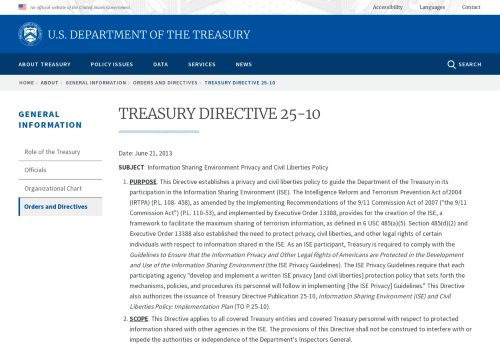 An official website of the United States Government
Accessibility Languages Contact
U.S. DEPARTMENT OF THE TREASURY
ABOUT TREASURY POLICY ISSUES DATA SERVICES NEWS SEARCH
HOME › ABOUT › GENERAL INFORMATION › ORDERS AND DIRECTIVES › TREASURY DIRECTIVE 25-10
GENERAL
INFORMATION
Role of the Treasury
Officials
Organizational Chart
Orders and Directives
TREASURY DIRECTIVE 25-10
Date: June 21, 2013
SUBJECT: Information Sharing Environment Privacy and Civil Liberties Policy
1. PURPOSE. This Directive establishes a privacy and civil liberties policy to guide the Department of the Treasury in its
participation in the Information Sharing Environment (ISE). The Intelligence Reform and Terrorism Prevention Act of2004
(IRTPA) (P.L. 108- 458), as amended by the Implementing Recommendations of the 9/11 Commission Act of 2007 ("the 9/11
Commission Act") (P.L. 110-53), and implemented by Executive Order 13388, provides for the creation of the ISE, a
framework to facilitate the maximum sharing of terrorism information, as defined in 6 USC 485(a)(5). Section 485(d)(2) and
Executive Order 13388 also established the need to protect privacy, civil liberties, and other legal rights of certain
individuals with respect to information shared in the ISE. As an ISE participant, Treasury is required to comply with the
Guidelines to Ensure that the Information Privacy and Other Legal Rights of Americans are Protected in the Development
and Use of the Information Sharing Environment (the ISE Privacy Guidelines). The ISE Privacy Guidelines require that each
participating agency "develop and implement a written ISE privacy [and civil liberties] protection policy that sets forth the
mechanisms, policies, and procedures its personnel will follow in implementing [the ISE Privacy] Guidelines." This Directive
also authorizes the issuance of Treasury Directive Publication 25-10, Information Sharing Environment (ISE) and Civil
Liberties Policy: Implementation Plan (TD P 25-10).
2. SCOPE. This Directive applies to all covered Treasury entities and covered Treasury personnel with respect to protected
information shared with other agencies in the ISE. The provisions of this Directive shall not be construed to interfere with or
impede the authorities or independence of the Department's Inspectors General.